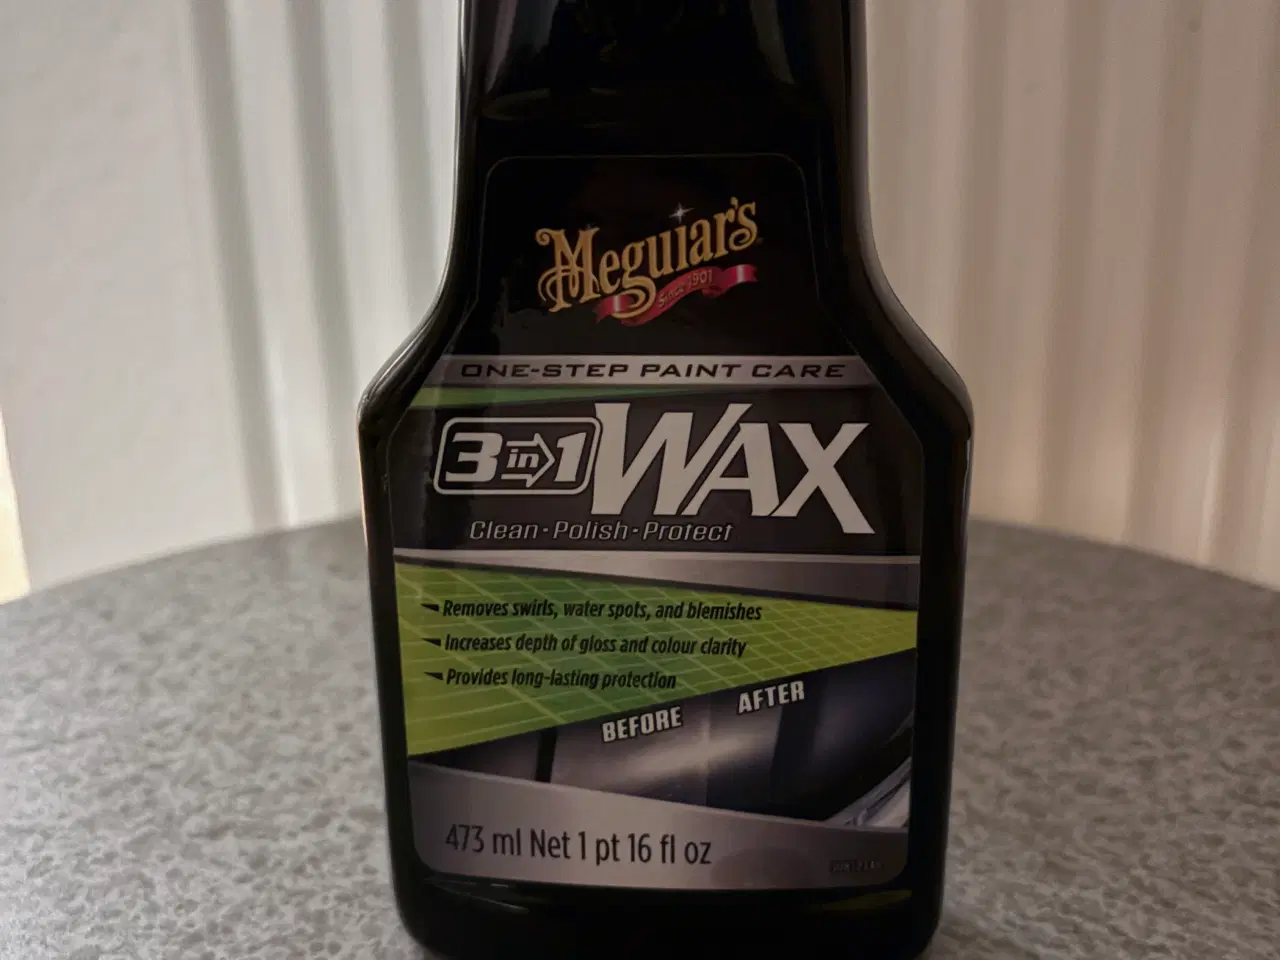 Meguiar's
Since 1901
ONE-STEP PAINT CARE
3 in 1 WAX
Clean · Polish · Protect
Removes swirls, water spots, and blemishes
Increases depth of gloss and colour clarity
Provides long-lasting protection
BEFORE AFTER
473 ml Net 1 pt 16 fl oz